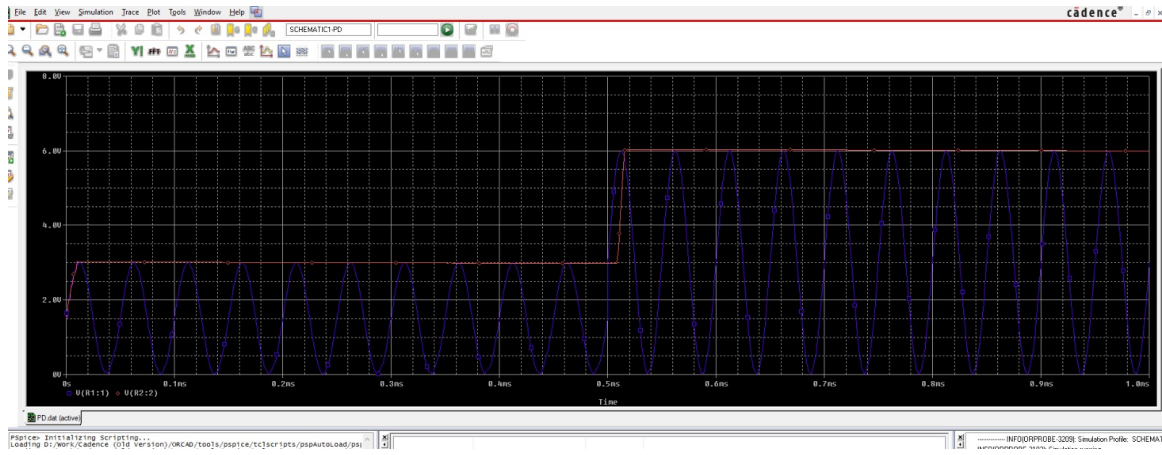 File Edit View Simulation Trace Plot Tools Window Help
cādence®
SCHEMATIC1-PD
8.0V
6.0V
4.0V
2.0V
0V
0s 0.1ms 0.2ms 0.3ms 0.4ms 0.5ms 0.6ms 0.7ms 0.8ms 0.9ms 1.0ms
V(R1:1) V(R2:2)
Time
PD.dat (active)
PSpice> Initializing Scripting...
Loading D:/Work/Cadence (Old Version)/ORCAD/tools/pspice/tclscripts/pspAutoLoad/ps
------------ INFO(ORPROBE-3209): Simulation Profile: SCHEMAT
Simulation running